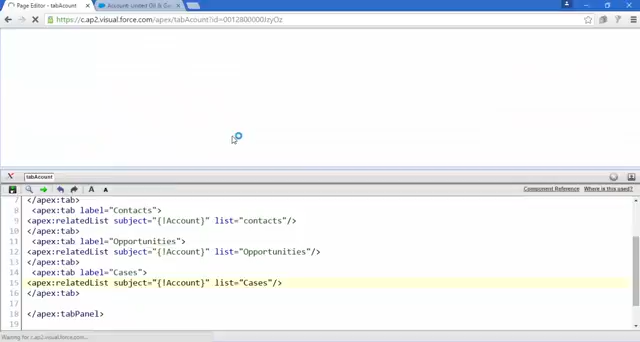 Page Editor - tabAcount
Account: United Oil & Ga
https://c.ap2.visual.force.com/apex/tabAccount?id=0012800000JzyOz
tabAcount
A A Component Reference Where is this used?
7 </apex:tab>
8 <apex:tab label="Contacts">
9 <apex:relatedList subject="{!Account}" list="contacts"/>
10 </apex:tab>
11 <apex:tab label="Opportunities">
12 <apex:relatedList subject="{!Account}" list="Opportunities"/>
13 </apex:tab>
14 <apex:tab label="Cases">
15 <apex:relatedList subject="{!Account}" list="Cases"/>
16 </apex:tab>
17
18 </apex:tabPanel>
19
Waiting for c.ap2.visual.force.com...